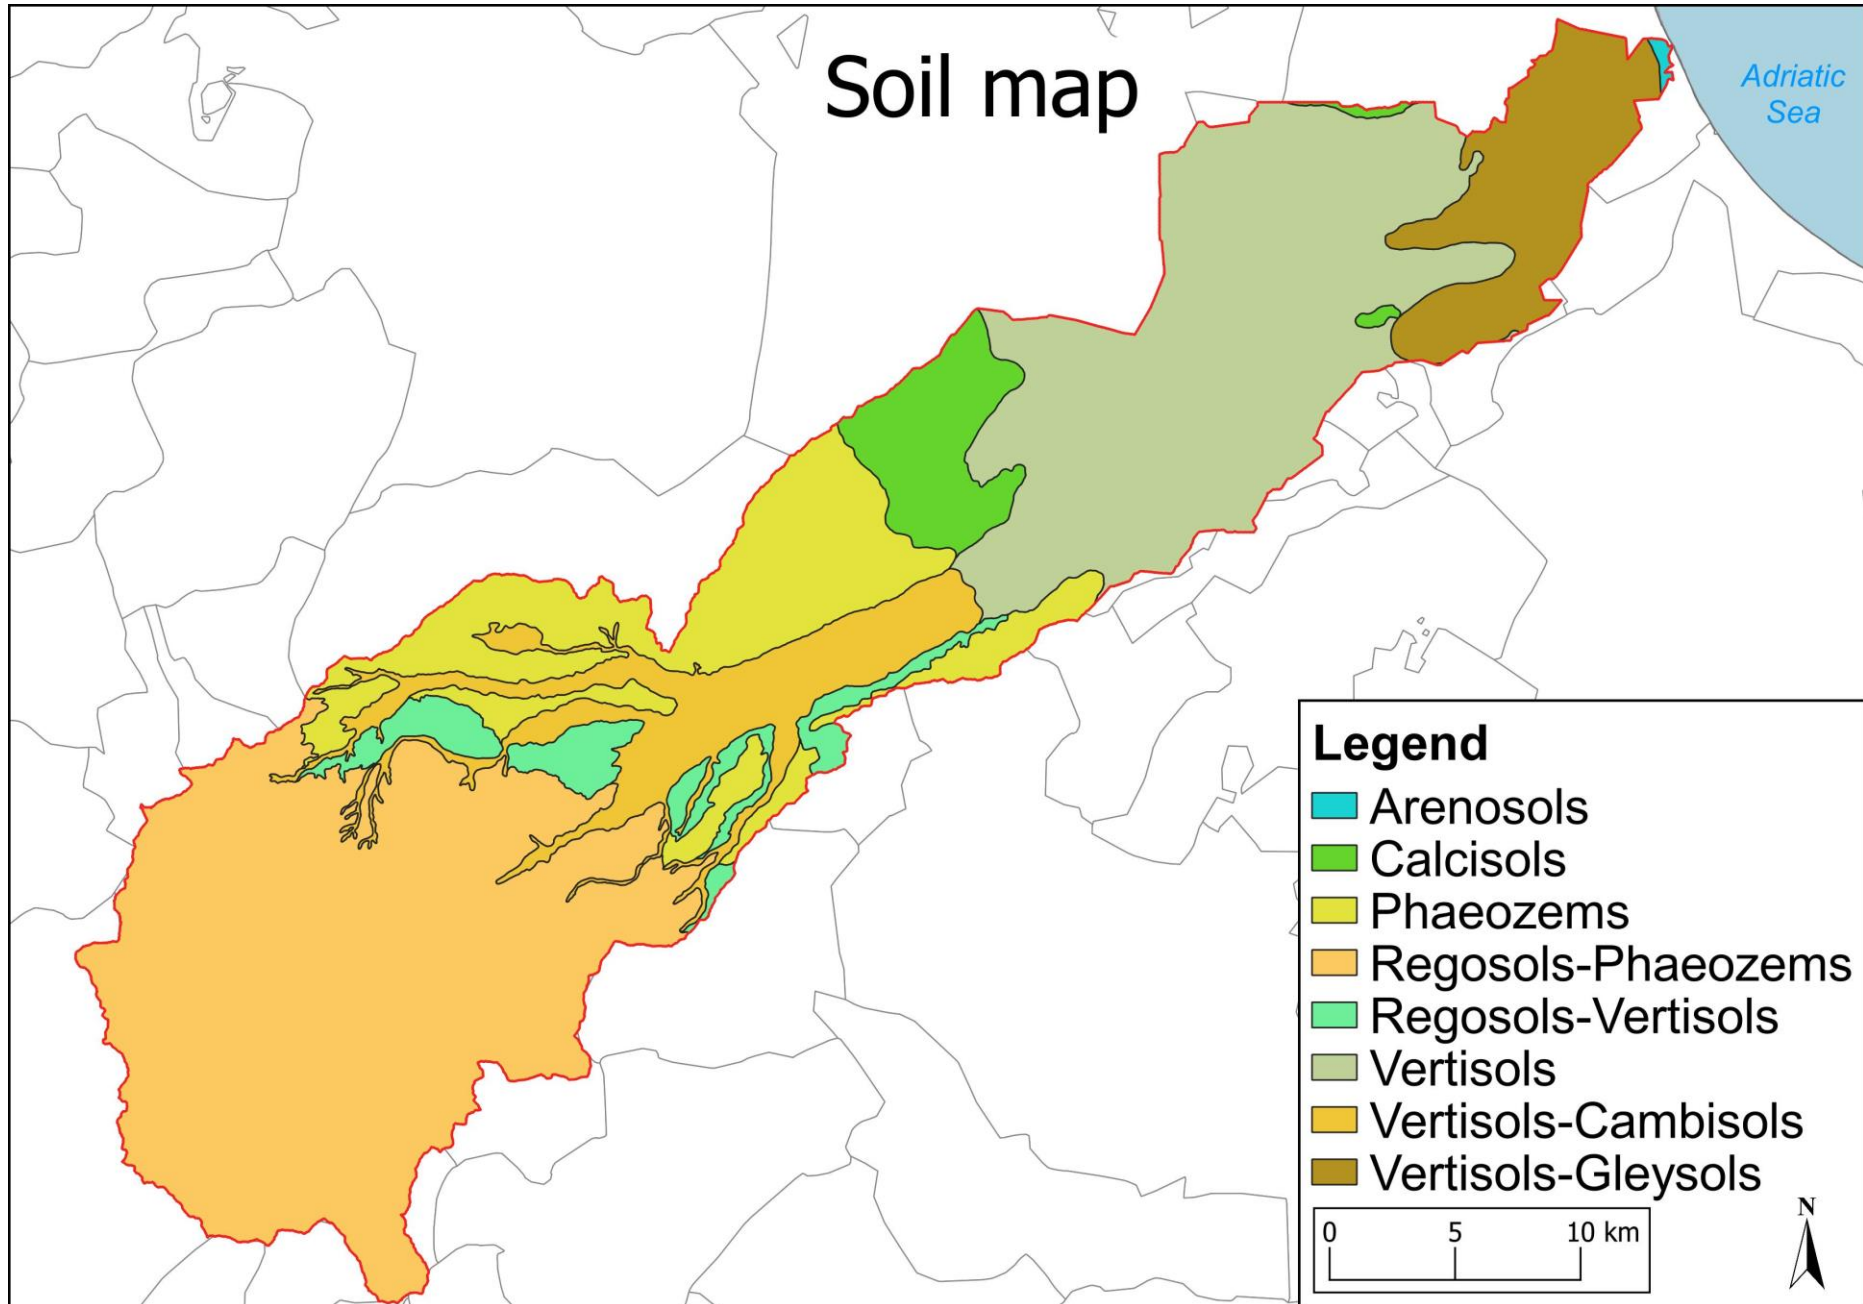 Soil map
Adriatic
Sea
Legend
Arenosols
Calcisols
Phaeozems
Regosols-Phaeozems
Regosols-Vertisols
Vertisols
Vertisols-Cambisols
Vertisols-Gleysols
0 5 10 km
N